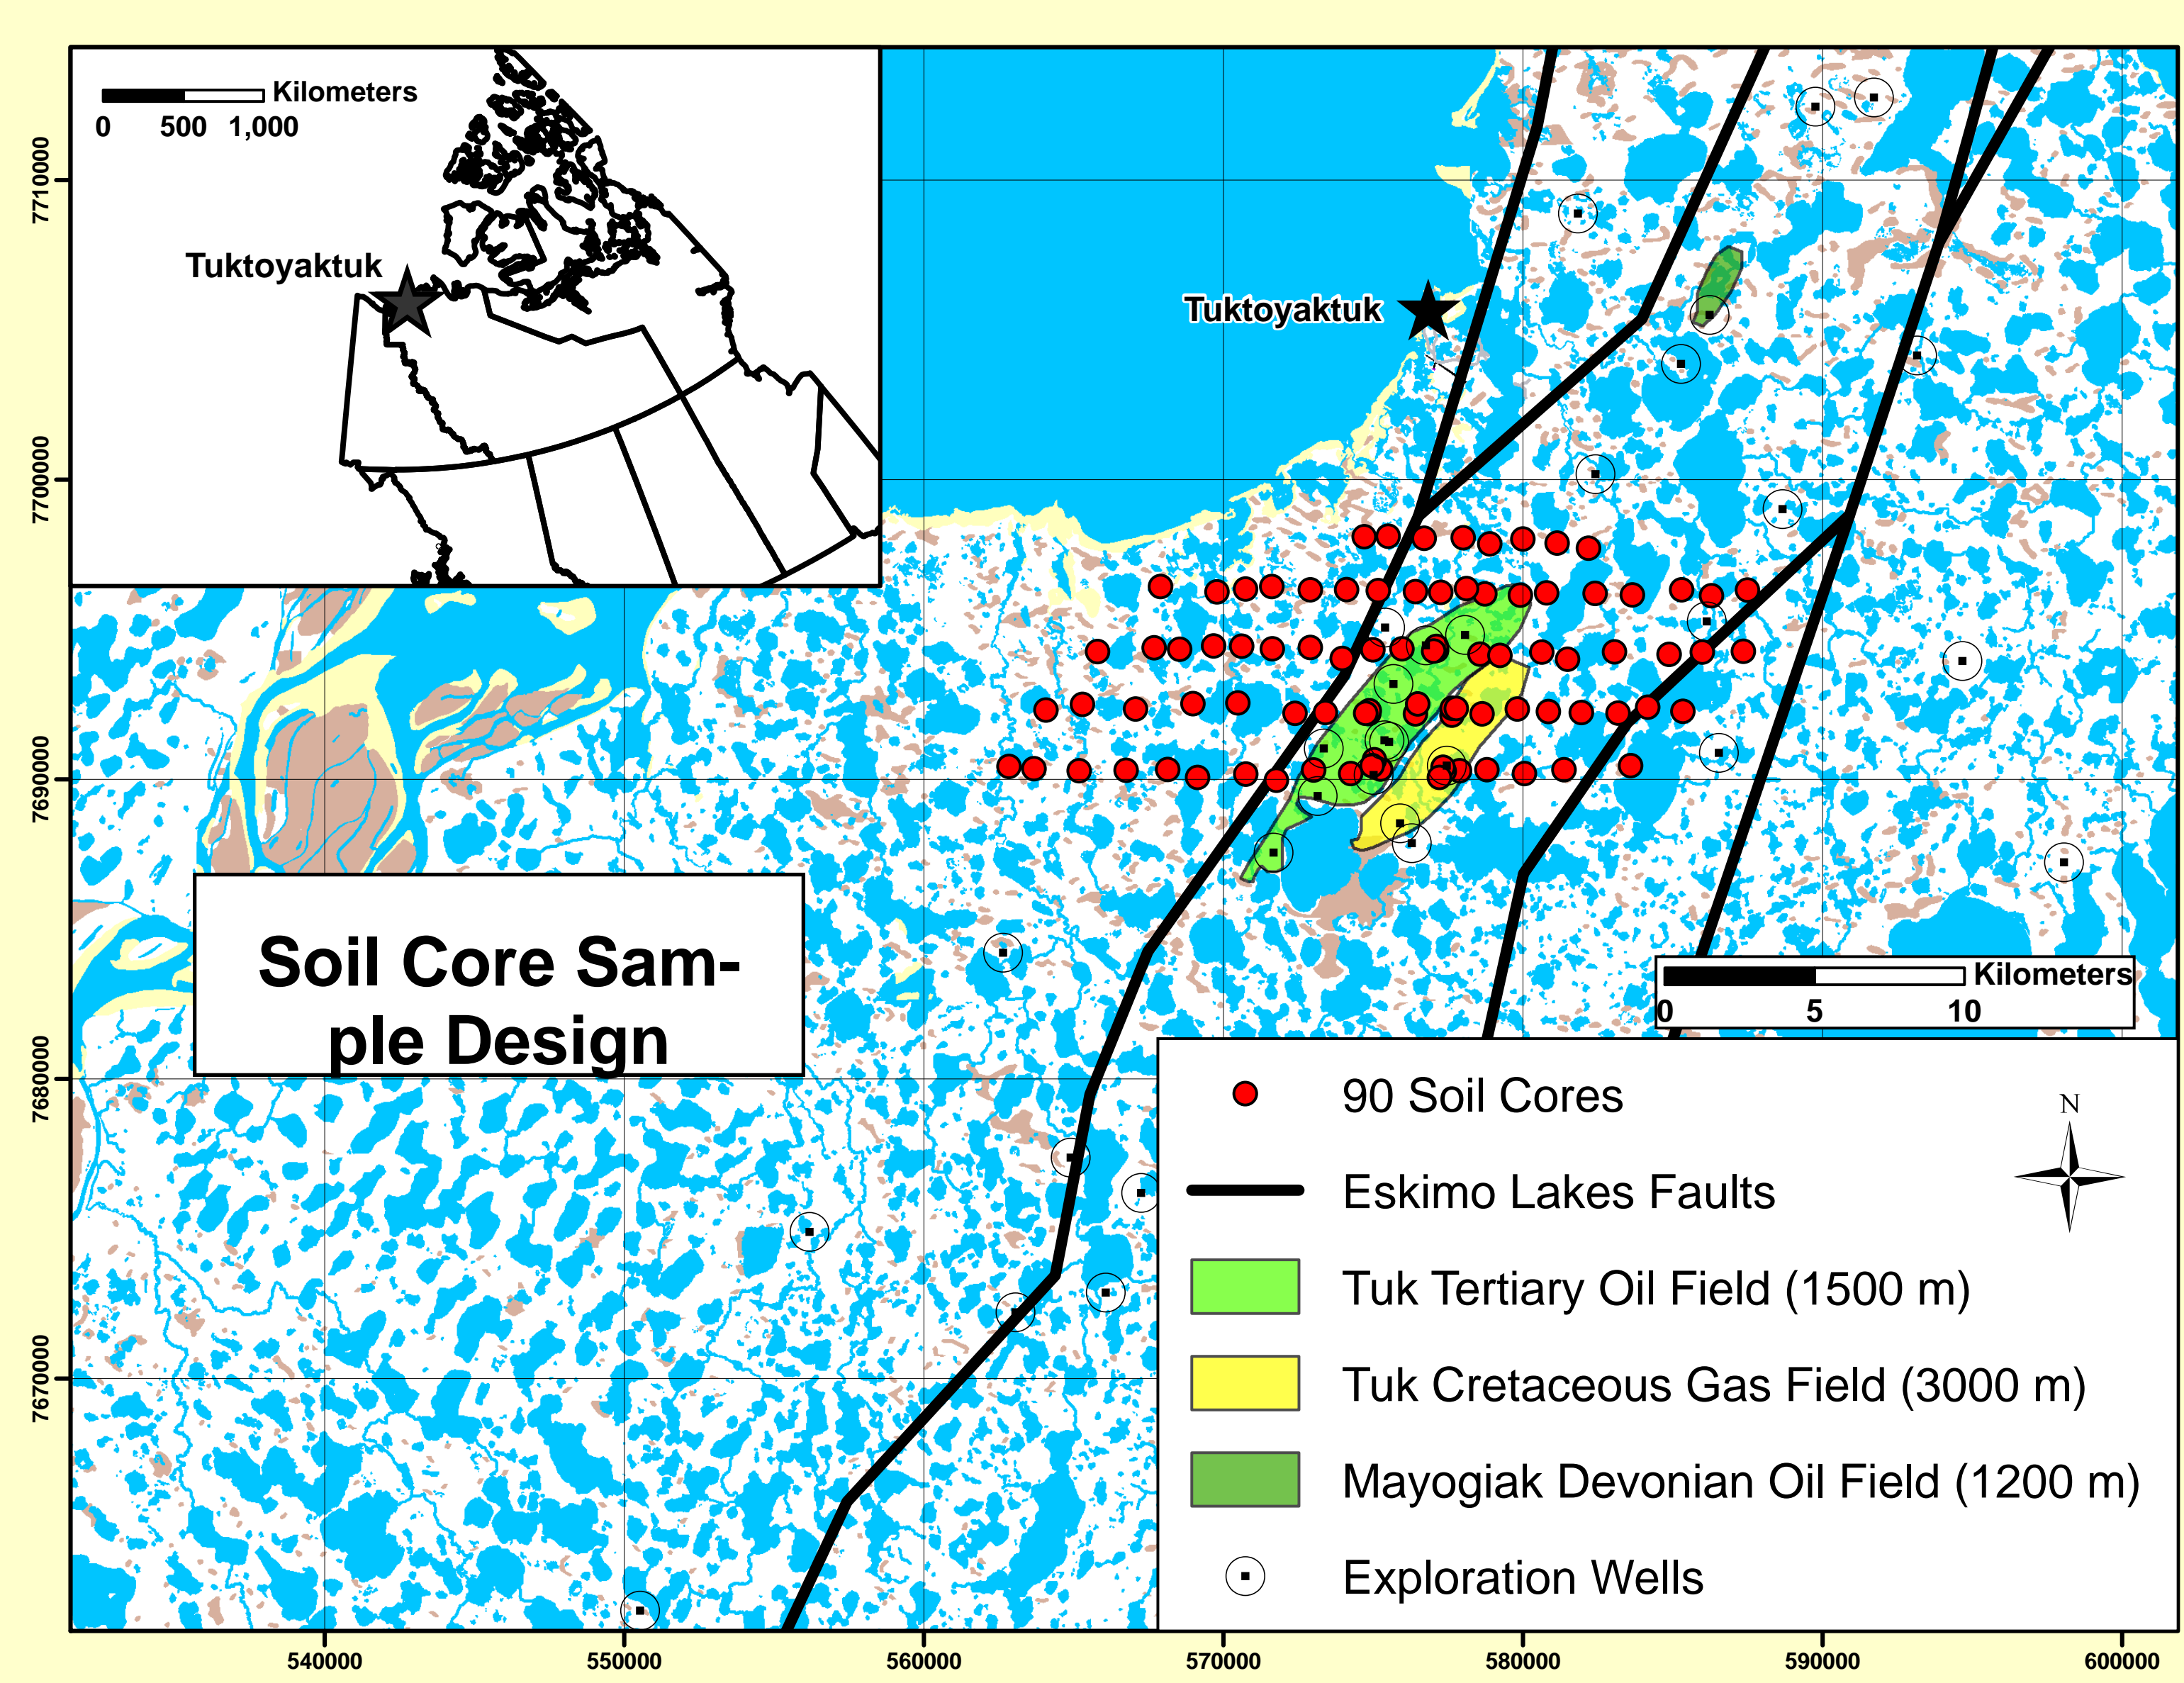 Kilometers
0 500 1,000
Tuktoyaktuk
Tuktoyaktuk
7710000
7700000
7690000
7680000
7670000
Soil Core Sam-
ple Design
Kilometers
0 5 10
90 Soil Cores
N
Eskimo Lakes Faults
Tuk Tertiary Oil Field (1500 m)
Tuk Cretaceous Gas Field (3000 m)
Mayogiak Devonian Oil Field (1200 m)
Exploration Wells
540000 550000 560000 570000 580000 590000 600000